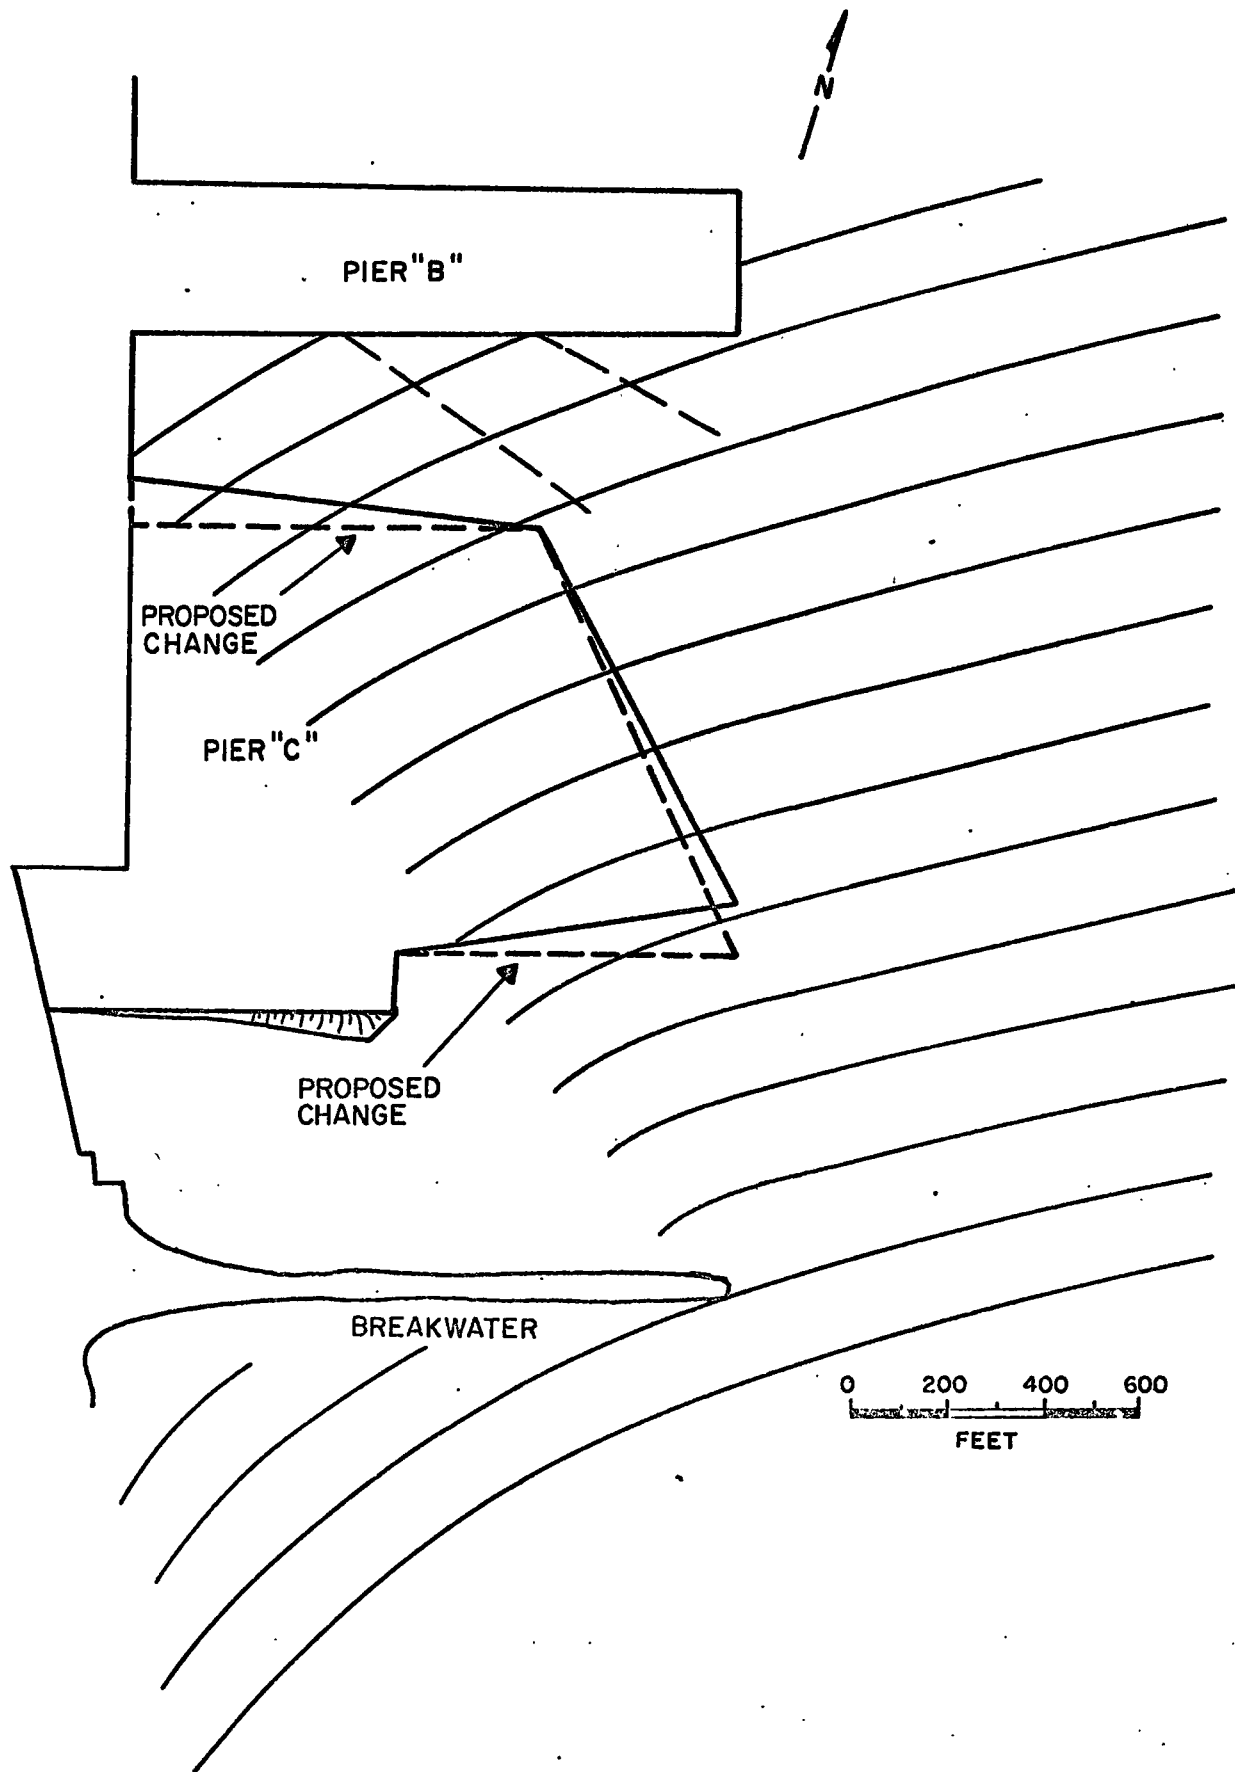 N
PIER "B"
PROPOSED
CHANGE
PIER "C"
PROPOSED
CHANGE
BREAKWATER
0 200 400 600
FEET